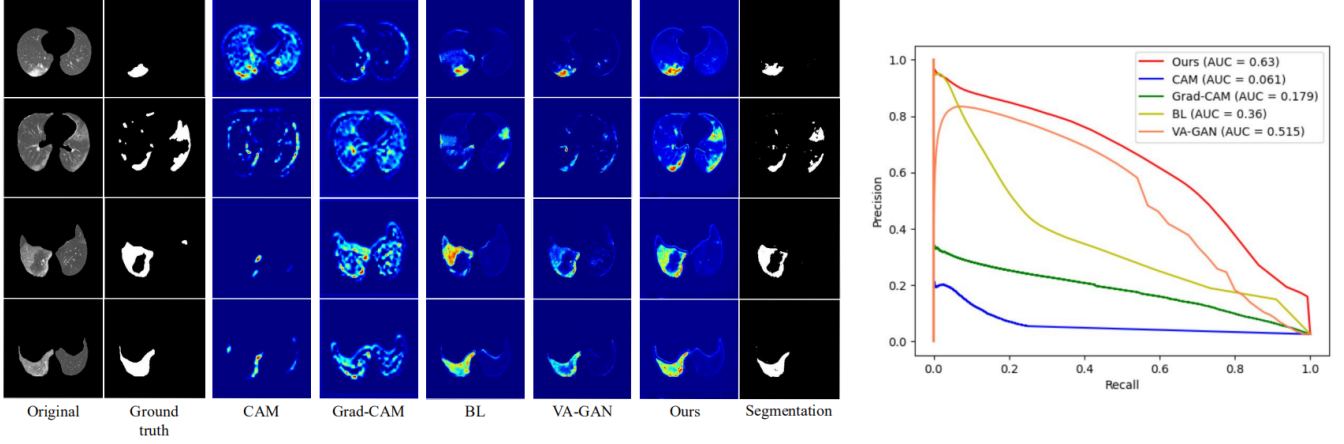 Original
Ground
truth
CAM
Grad-CAM
BL
VA-GAN
Ours
Segmentation
Precision
1.0
0.8
0.6
0.4
0.2
0.0
Ours (AUC = 0.63)
CAM (AUC = 0.061)
Grad-CAM (AUC = 0.179)
BL (AUC = 0.36)
VA-GAN (AUC = 0.515)
0.0 0.2 0.4 0.6 0.8 1.0
Recall